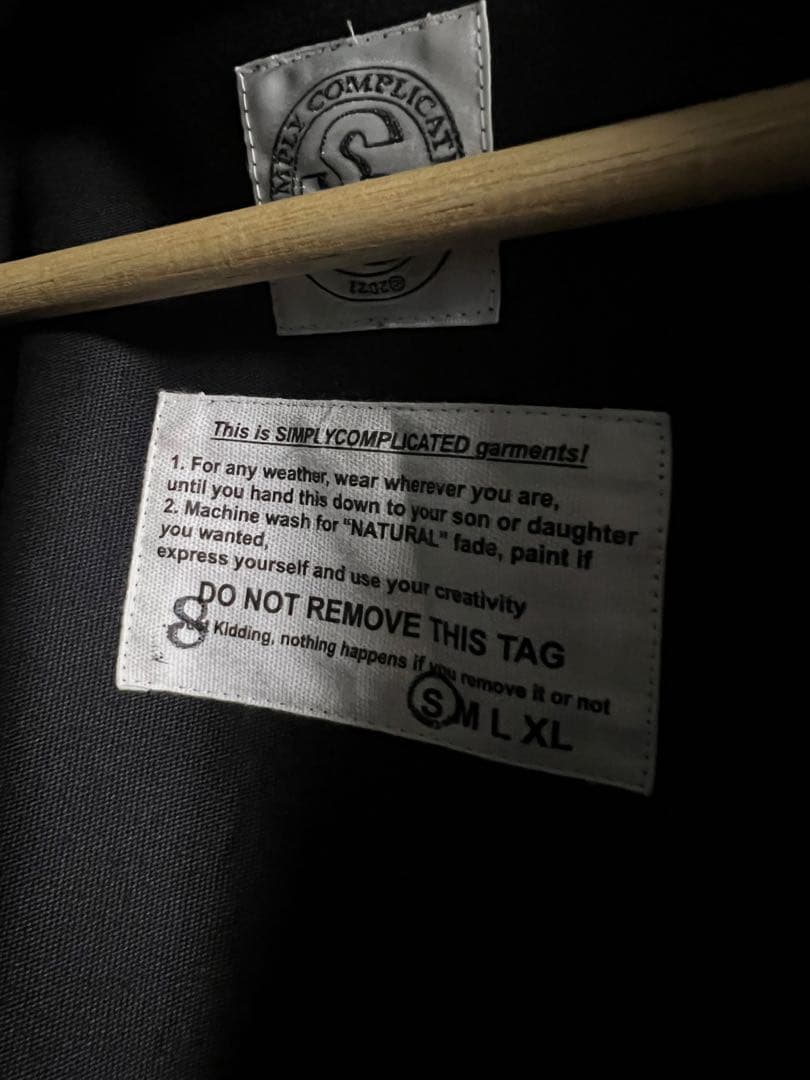 MPLY COMPLICAT
S
©2021
This is SIMPLYCOMPLICATED garments!
1. For any weather, wear wherever you are,
until you hand this down to your son or daughter
2. Machine wash for "NATURAL" fade, paint if
you wanted,
express yourself and use your creativity
DO NOT REMOVE THIS TAG
8
Kidding, nothing happens if you remove it or not
S M L XL